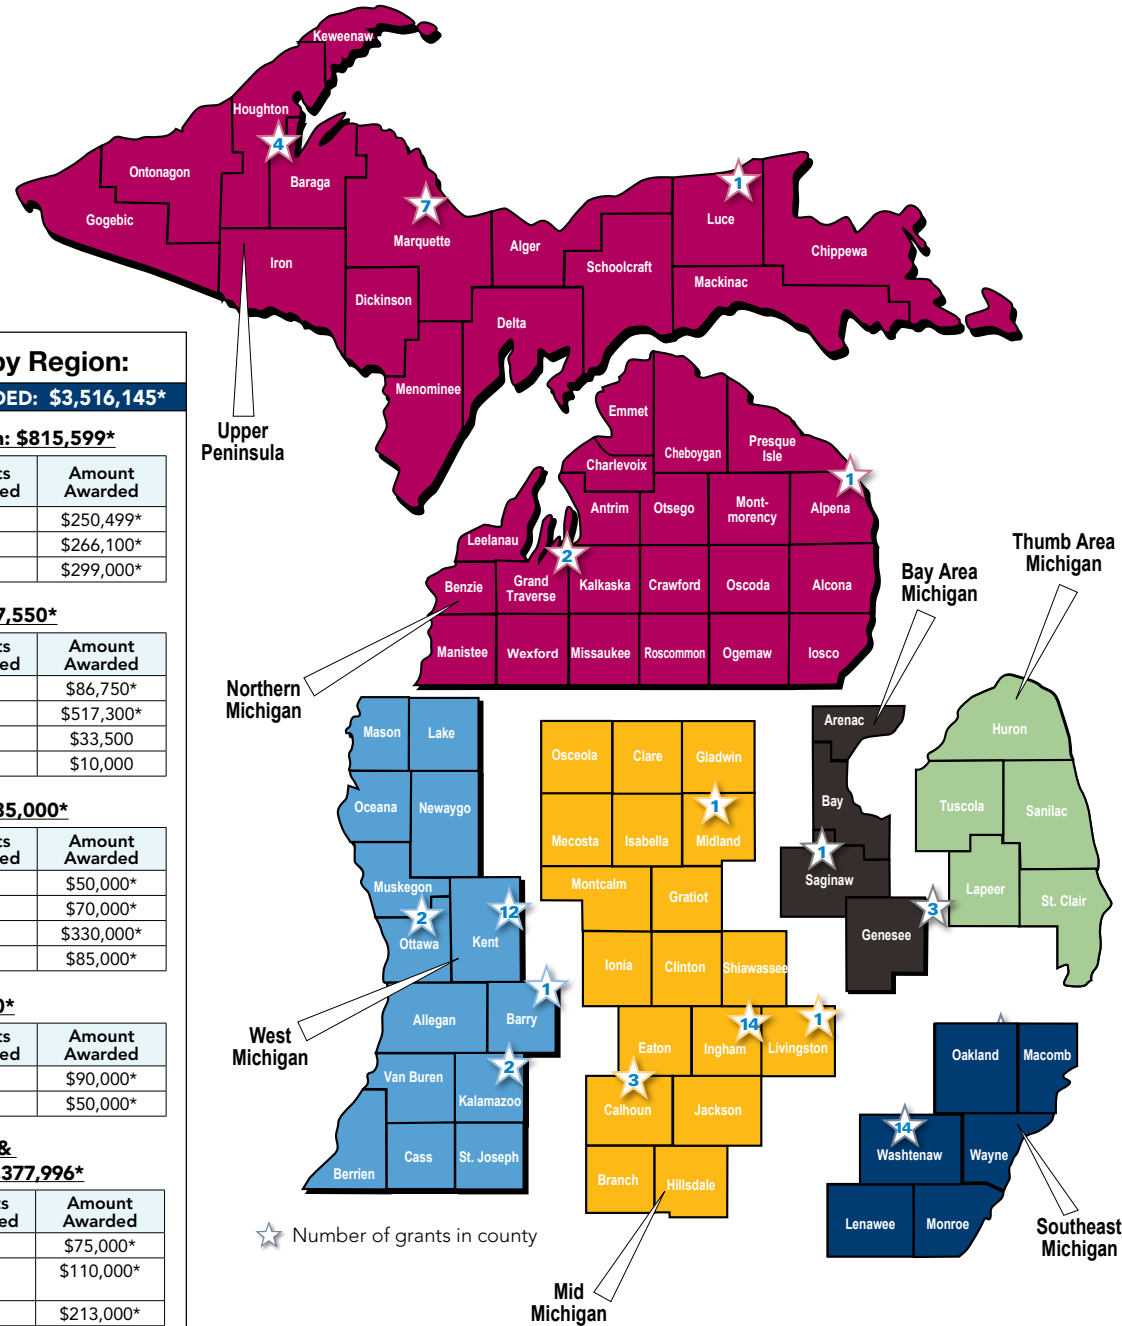 Keweenaw
Houghton
4
Ontonagon
Baraga
Gogebic
7
Marquette
Iron
Alger
1
Luce
Chippewa
Schoolcraft
Mackinac
Dickinson
Delta
Menominee
Upper
Peninsula
by Region:
DED: $3,516,145*
n: $815,599*
ts
ed
Amount
Awarded
$250,499*
$266,100*
$299,000*
7,550*
ts
ed
Amount
Awarded
$86,750*
$517,300*
$33,500
$10,000
35,000*
ts
ed
Amount
Awarded
$50,000*
$70,000*
$330,000*
$85,000*
0*
ts
ed
Amount
Awarded
$90,000*
$50,000*
&
,377,996*
ts
ed
Amount
Awarded
$75,000*
$110,000*
$213,000*
Emmet
Cheboygan
Presque
Isle
Charlevoix
1
Antrim
Otsego
Mont-
morency
Alpena
Leelanau
2
Benzie
Grand
Traverse
Kalkaska
Crawford
Oscoda
Alcona
Manistee
Wexford
Missaukee
Roscommon
Ogemaw
Iosco
Northern
Michigan
Bay Area
Michigan
Thumb Area
Michigan
Mason
Lake
Oceana
Newaygo
Muskegon
2
Ottawa
12
Kent
1
Allegan
Barry
2
Van Buren
Kalamazoo
Berrien
Cass
St. Joseph
West
Michigan
Osceola
Clare
Gladwin
1
Mecosta
Isabella
Midland
Montcalm
Gratiot
Ionia
Clinton
Shiawassee
Eaton
14
Ingham
1
Livingston
3
Calhoun
Jackson
Branch
Hillsdale
Mid
Michigan
Arenac
Bay
1
Saginaw
3
Genesee
Huron
Tuscola
Sanilac
Lapeer
St. Clair
Oakland
Macomb
14
Washtenaw
Wayne
Lenawee
Monroe
Southeast
Michigan
Number of grants in county